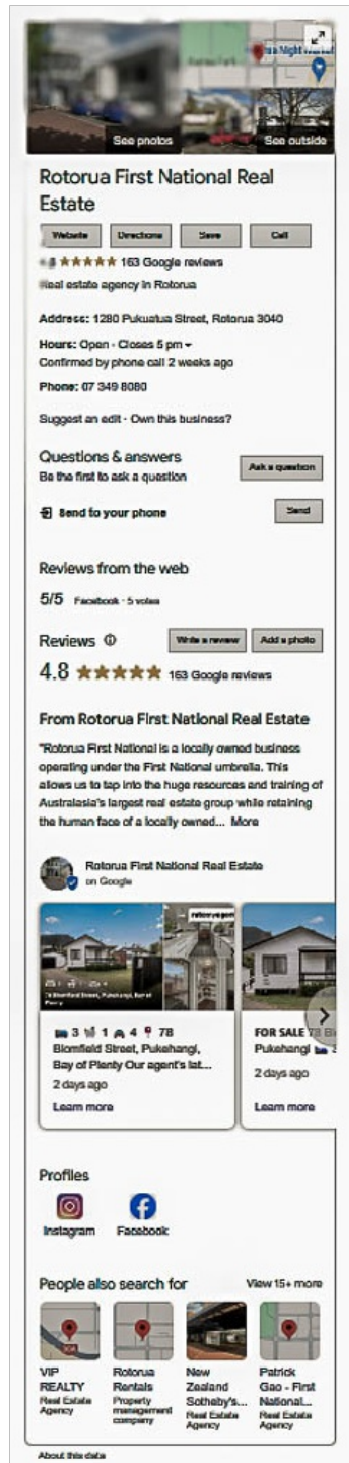 See photos
See outside
Rotorua First National Real
Estate
Website Directions Save Call
4.8 163 Google reviews
Real estate agency in Rotorua
Address: 1280 Pukuatua Street, Rotorua 3040
Hours: Open · Closes 5 pm
Confirmed by phone call 2 weeks ago
Phone: 07 349 8080
Suggest an edit · Own this business?
Questions & answers
Be the first to ask a question
Ask a question
Send to your phone
Send
Reviews from the web
5/5 Facebook · 5 votes
Reviews
Write a review Add a photo
4.8 163 Google reviews
From Rotorua First National Real Estate
"Rotorua First National is a locally owned business
operating under the First National umbrella. This
allows us to tap into the huge resources and training of
Australasia"s largest real estate group while retaining
the human face of a locally owned... More
Rotorua First National Real Estate
on Google
3 1 4 7B
Blomfield Street, Pukehangi,
Bay of Plenty Our agent's lat...
2 days ago
Learn more
FOR SALE
Pukehangi
2 days ago
Learn more
Profiles
Instagram
Facebook
People also search for
View 15+ more
VIP
REALTY
Real Estate
Agency
Rotorua
Rentals
Property
management
company
New
Zealand
Sotheby's...
Real Estate
Agency
Patrick
Gao - First
National...
Real Estate
Agency
About this data